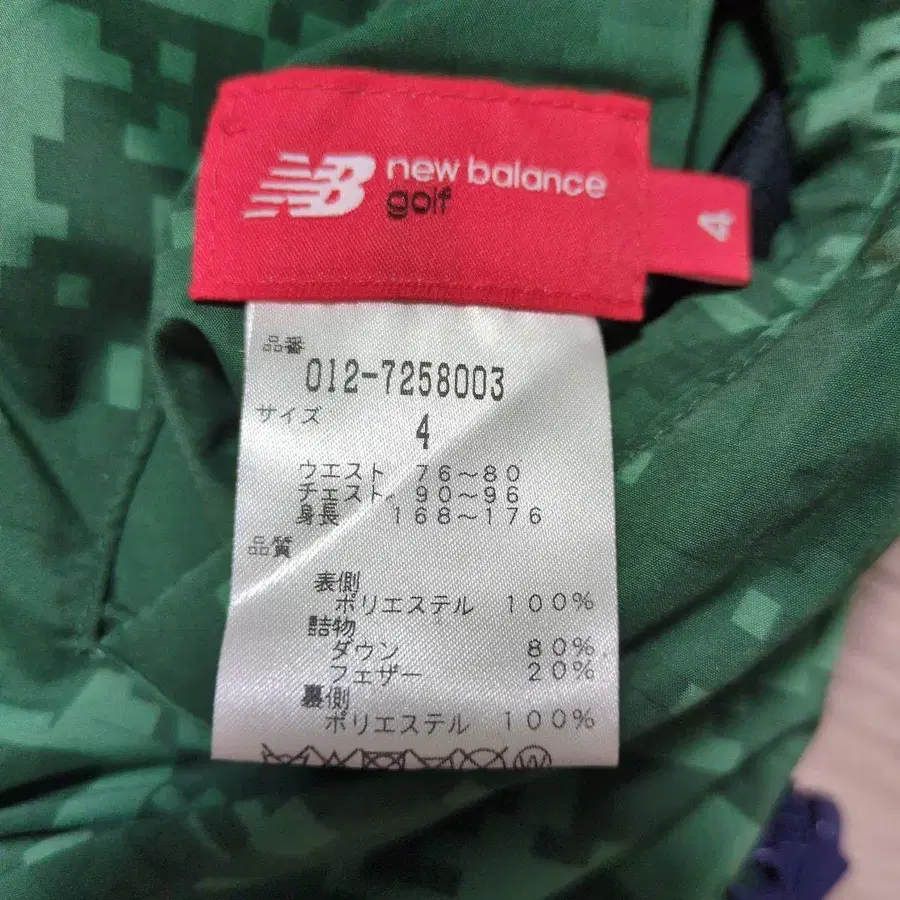 NB new balance
golf
4
品番
012-7258003
サイズ
4
ウエスト 76～80
チェスト 90～96
身長 168～176
品質
表側
ポリエステル 100%
詰物
ダウン 80%
フェザー 20%
裏側
ポリエステル 100%
W